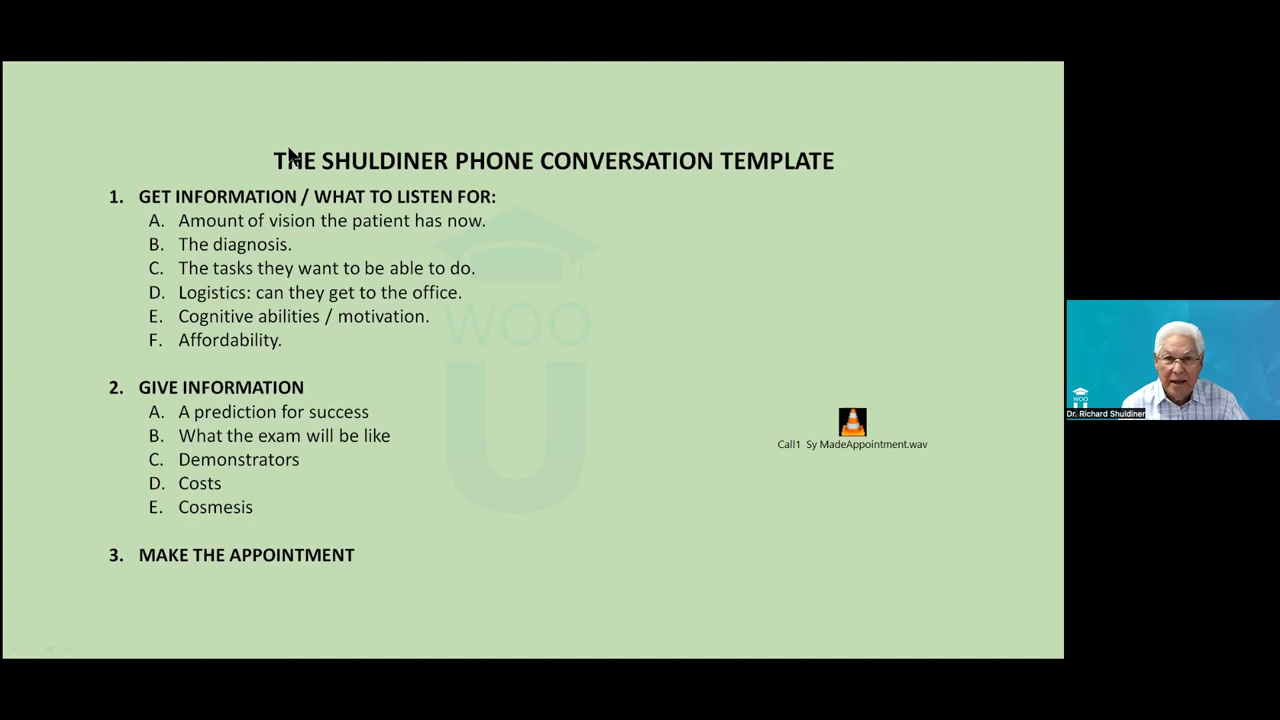 THE SHULDINER PHONE CONVERSATION TEMPLATE
1. GET INFORMATION / WHAT TO LISTEN FOR:
A. Amount of vision the patient has now.
B. The diagnosis.
C. The tasks they want to be able to do.
D. Logistics: can they get to the office.
E. Cognitive abilities / motivation.
F. Affordability.
2. GIVE INFORMATION
A. A prediction for success
B. What the exam will be like
C. Demonstrators
D. Costs
E. Cosmesis
3. MAKE THE APPOINTMENT
WOO
U
Call1 Sy MadeAppointment.wav
WOO
Dr. Richard Shuldiner